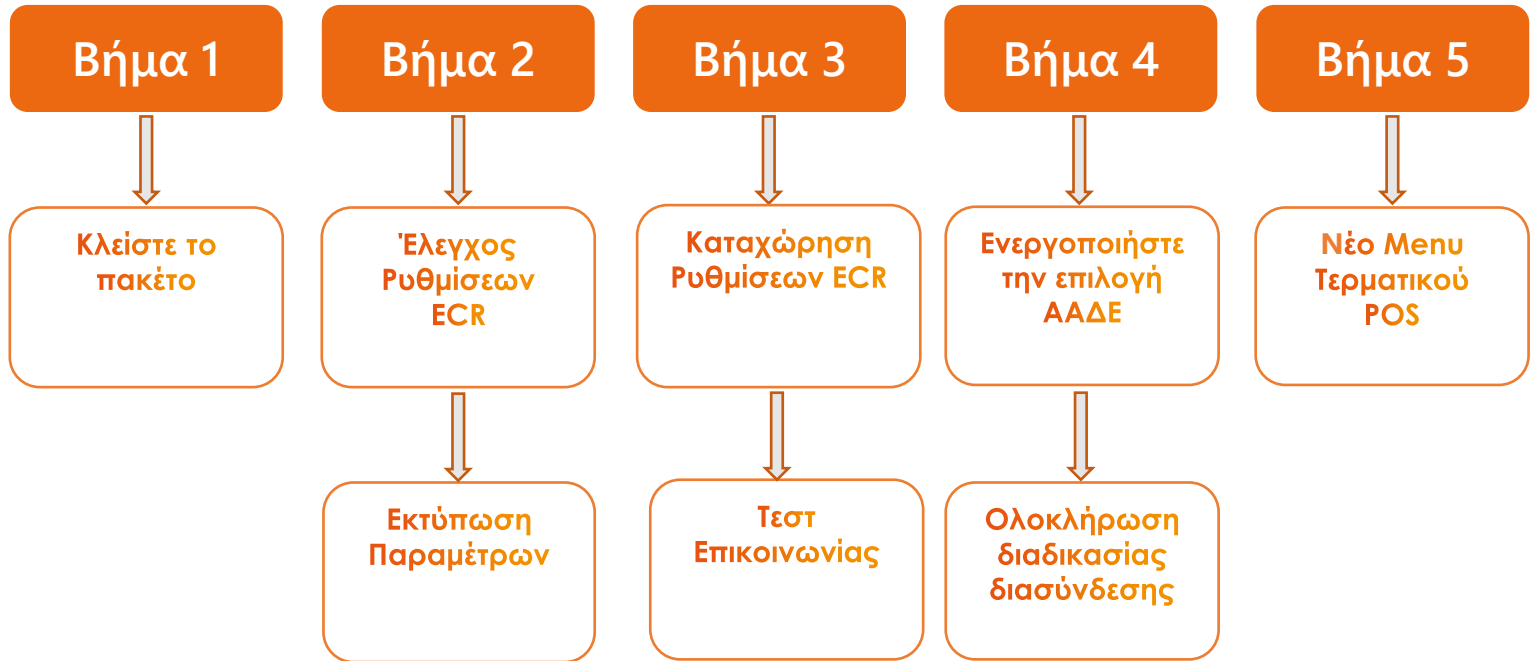 Βήμα 1
Βήμα 2
Βήμα 3
Βήμα 4
Βήμα 5
Κλείστε το
πακέτο
Έλεγχος
Ρυθμίσεων
ECR
Καταχώρηση
Ρυθμίσεων ECR
Ενεργοποιήστε
την επιλογή
ΑΑΔΕ
Νέο Menu
Τερματικού
POS
Εκτύπωση
Παραμέτρων
Τεστ
Επικοινωνίας
Ολοκλήρωση
διαδικασίας
διασύνδεσης